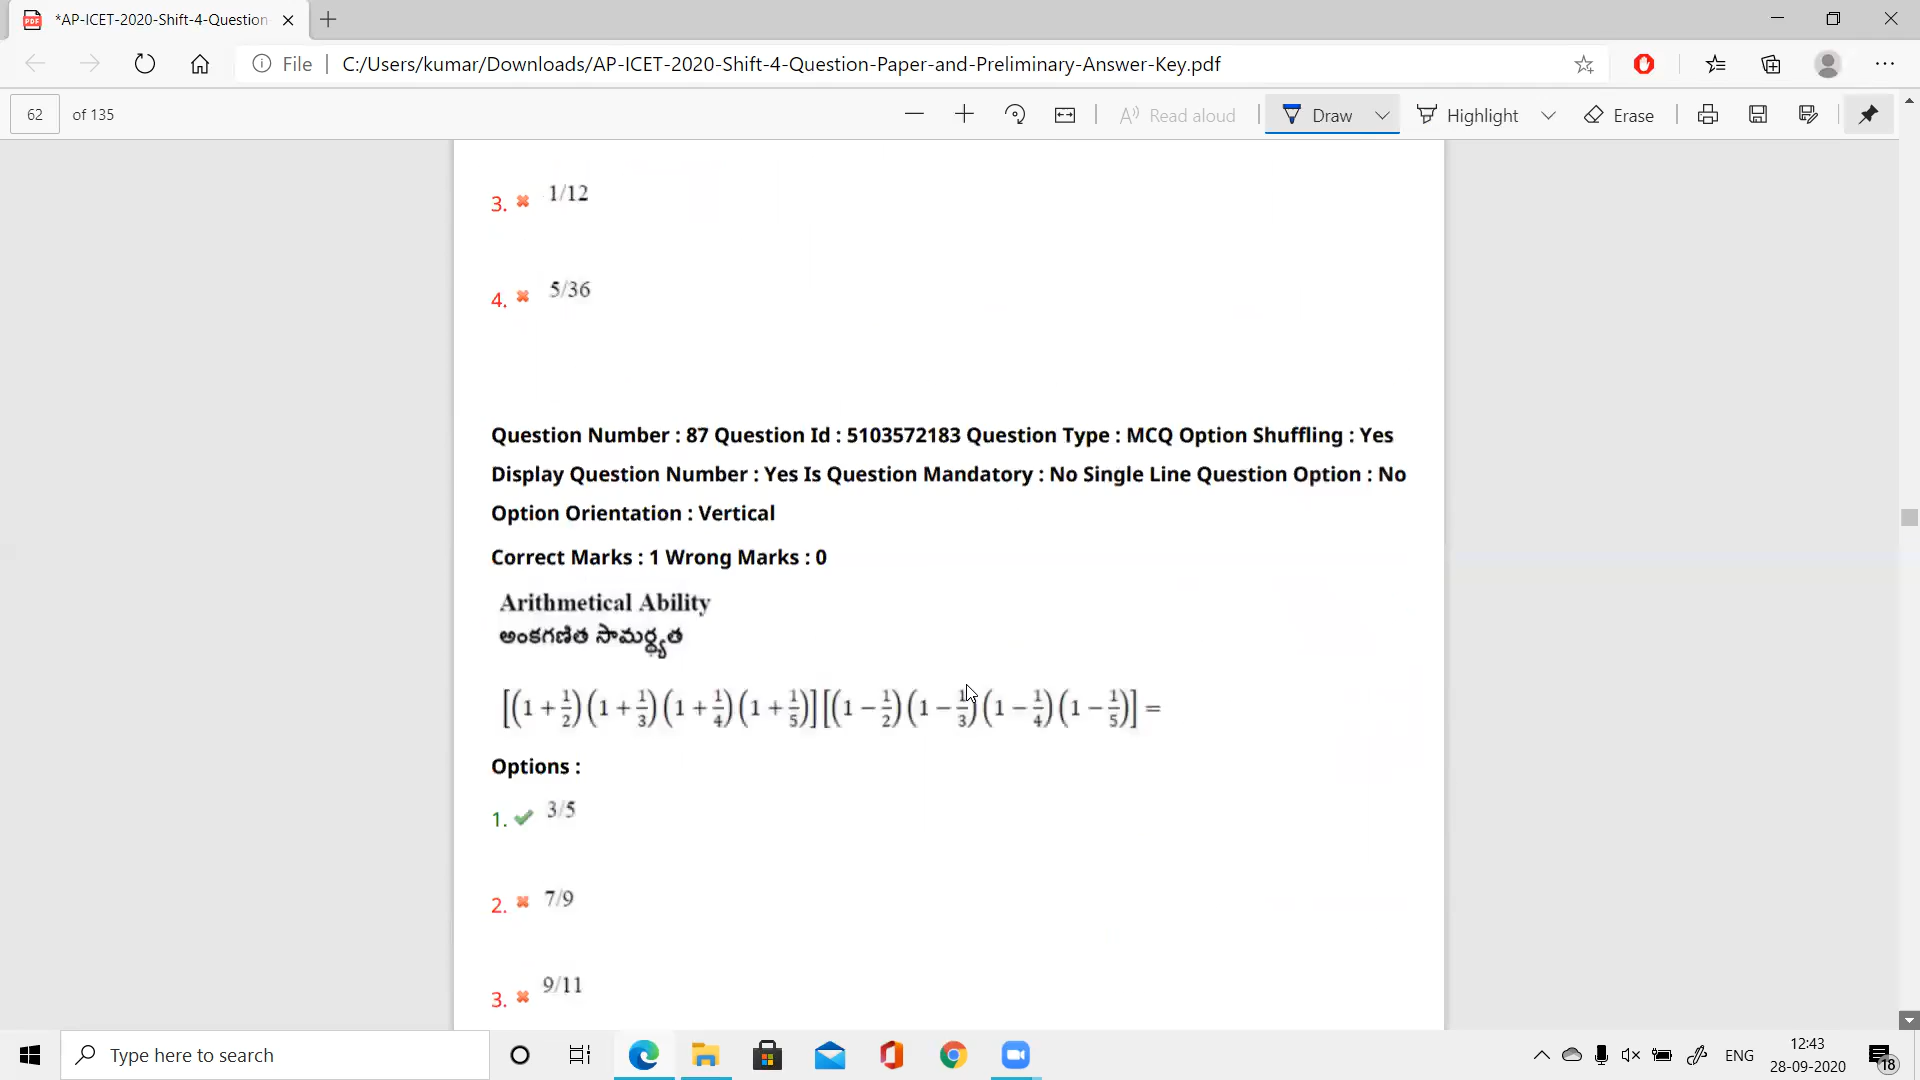 *AP-ICET-2020-Shift-4-Question
File
C:/Users/kumar/Downloads/AP-ICET-2020-Shift-4-Question-Paper-and-Preliminary-Answer-Key.pdf
62 of 135
Read aloud
Draw
Highlight
Erase
3. 1/12
4. 5/36
Question Number : 87 Question Id : 5103572183 Question Type : MCQ Option Shuffling : Yes
Display Question Number : Yes Is Question Mandatory : No Single Line Question Option : No
Option Orientation : Vertical
Correct Marks : 1 Wrong Marks : 0
Arithmetical Ability
అంకగణిత సామర్థ్యత
[(1 + 1/2)(1 + 1/3)(1 + 1/4)(1 + 1/5)][(1 − 1/2)(1 − 1/3)(1 − 1/4)(1 − 1/5)] =
Options :
1. 3/5
2. 7/9
3. 9/11
Type here to search
ENG
12:43
28-09-2020
18